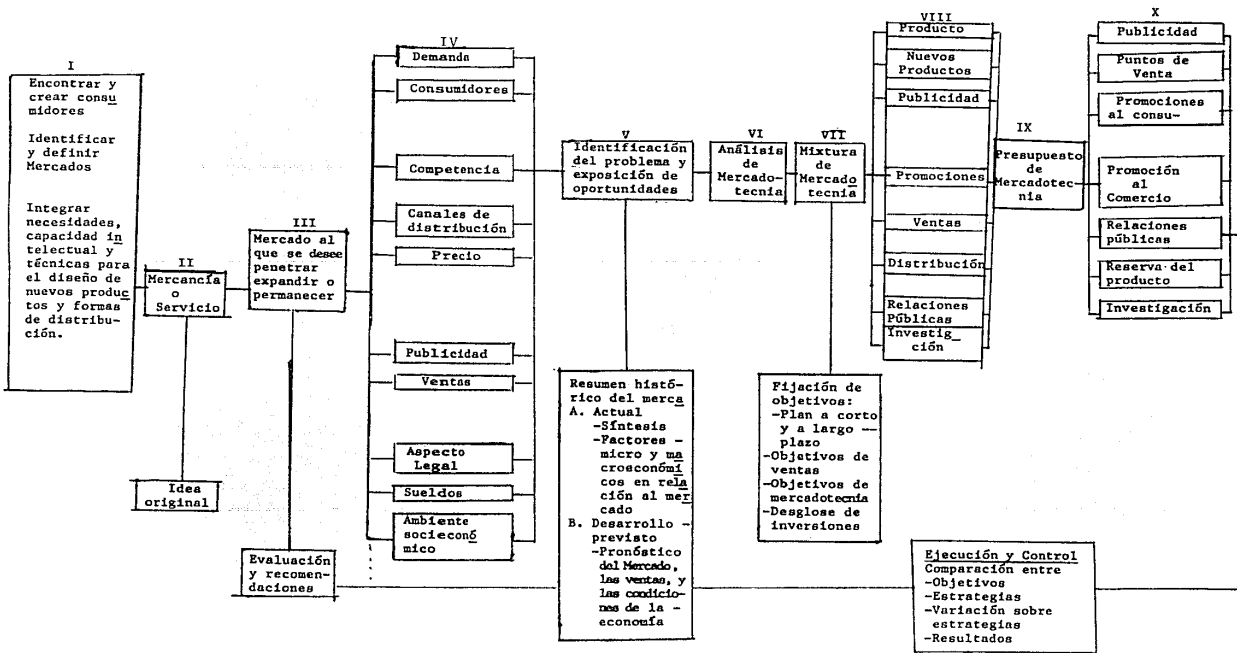 I
Encontrar y
crear consu
midores
Identificar
y definir
Mercados
Integrar
necesidades,
capacidad in
telectual y
técnicas para
el diseño de
nuevos produc
tos y formas
de distribu-
ción.
II
Mercancía
o
Servicio
Idea
original
III
Mercado al
que se desee
penetrar
expandir o
permanecer
Evaluación
y recomen-
daciones
IV
Demanda
Consumidores
Competencia
Canales de
distribución
Precio
Publicidad
Ventas
Aspecto
Legal
Sueldos
Ambiente
socieconó
mico
V
Identificación
del problema y
exposición de
oportunidades
Resumen histó-
rico del merca
A. Actual
-Síntesis
-Factores -
micro y ma
croseconómi
cos en rela
ción al mer
cado
B. Desarrollo -
previsto
-Pronóstico
del Mercado,
las ventas, y
las condicio
nes de la -
economía
VI
Análisis
de
Mercado-
tecnia
VII
Mixtura
de
Mercado
tecnia
Fijación de
objetivos:
-Plan a corto
y a largo --
plazo
-Objetivos de
ventas
-Objetivos de
mercadotecnia
-Desglose de
inversiones
VIII
Producto
Nuevos
Productos
Publicidad
Promociones
Ventas
Distribución
Relaciones
Públicas
Investig_
ción
IX
Presupuesto
de
Mercadotec-
nia
X
Publicidad
Puntos de
Venta
Promociones
al consu-
Promoción
al
Comercio
Relaciones
públicas
Reserva del
producto
Investigación
Ejecución y Control
Comparación entre
-Objetivos
-Estrategias
-Variación sobre
estrategias
-Resultados